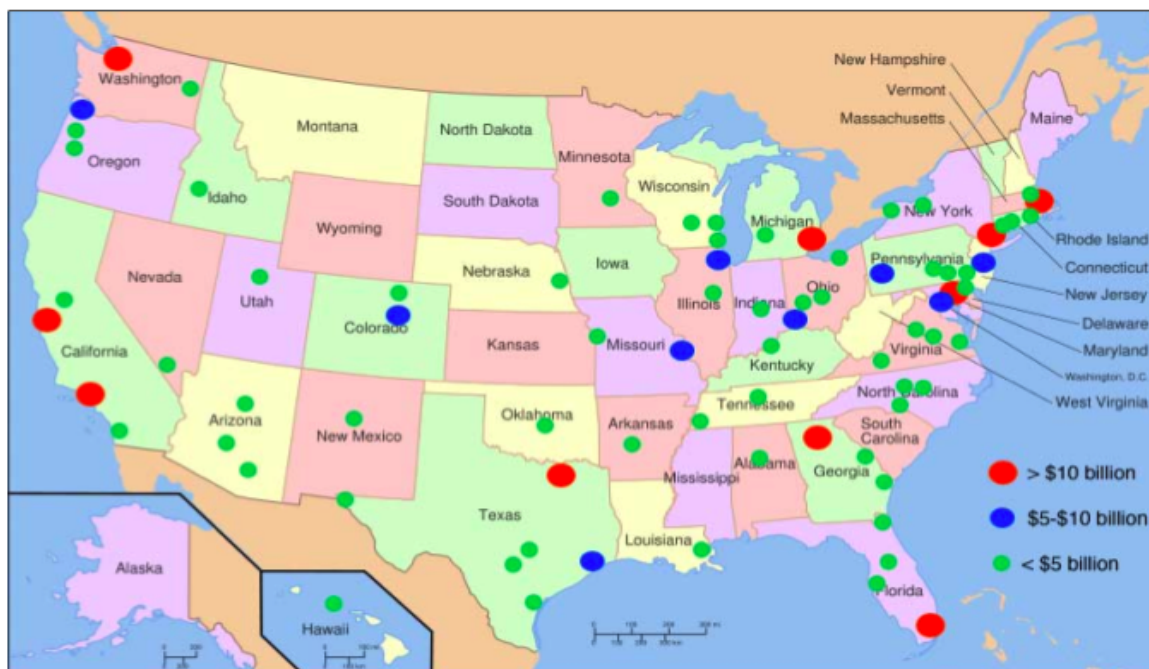 New Hampshire
Vermont
Massachusetts
Maine
Washington
Montana
North Dakota
Minnesota
Oregon
Idaho
Wisconsin
South Dakota
Michigan
New York
Wyoming
Rhode Island
Pennsylvania
Connecticut
Nevada
Nebraska
Iowa
New Jersey
Utah
Colorado
Illinois
Indiana
Ohio
Delaware
California
Kansas
Missouri
Kentucky
Virginia
Maryland
Washington, D.C.
West Virginia
Arizona
New Mexico
Oklahoma
Arkansas
Tennessee
North Carolina
South
Carolina
Mississippi
Alabama
Georgia
> $10 billion
Texas
Louisiana
$5-$10 billion
Alaska
< $5 billion
Florida
Hawaii